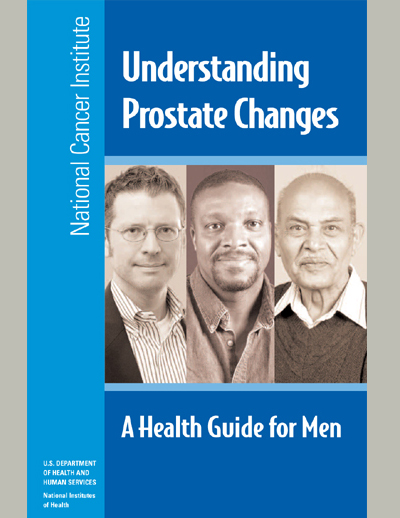 National Cancer Institute
Understanding
Prostate Changes
A Health Guide for Men
U.S. DEPARTMENT
OF HEALTH AND
HUMAN SERVICES
National Institutes
of Health